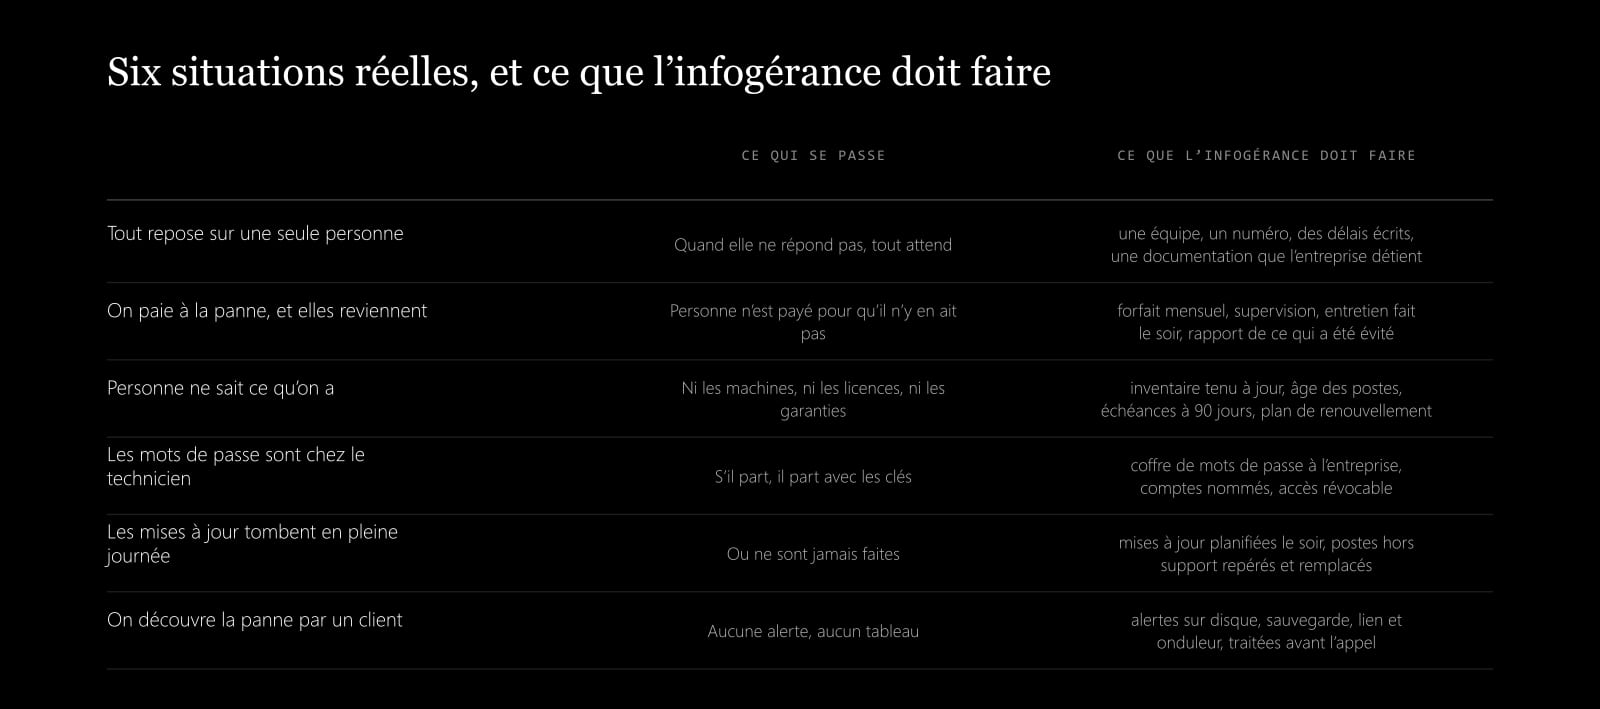 Six situations réelles, et ce que l’infogérance doit faire
CE QUI SE PASSE
CE QUE L’INFOGÉRANCE DOIT FAIRE
Tout repose sur une seule personne
Quand elle ne répond pas, tout attend
une équipe, un numéro, des délais écrits,
une documentation que l’entreprise détient
On paie à la panne, et elles reviennent
Personne n’est payé pour qu’il n’y en ait
pas
forfait mensuel, supervision, entretien fait
le soir, rapport de ce qui a été évité
Personne ne sait ce qu’on a
Ni les machines, ni les licences, ni les
garanties
inventaire tenu à jour, âge des postes,
échéances à 90 jours, plan de renouvellement
Les mots de passe sont chez le
technicien
S’il part, il part avec les clés
coffre de mots de passe à l’entreprise,
comptes nommés, accès révocable
Les mises à jour tombent en pleine
journée
Ou ne sont jamais faites
mises à jour planifiées le soir, postes hors
support repérés et remplacés
On découvre la panne par un client
Aucune alerte, aucun tableau
alertes sur disque, sauvegarde, lien et
onduleur, traitées avant l’appel